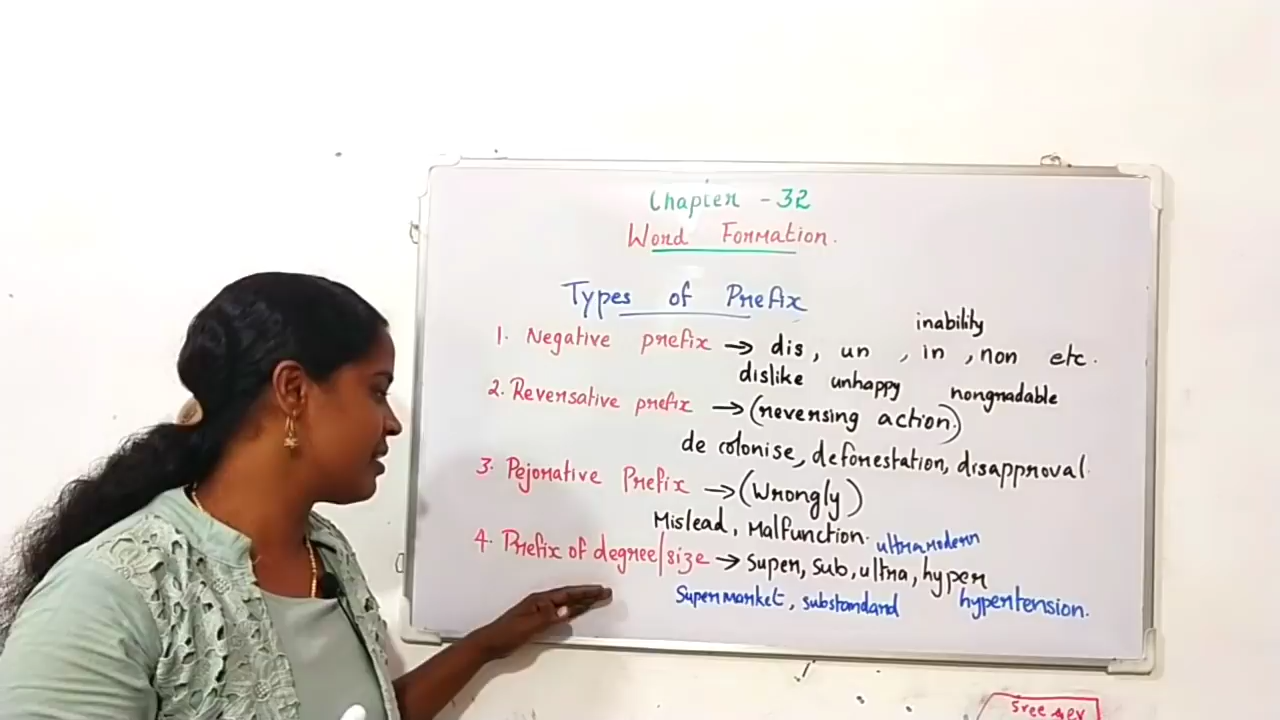 Chapter - 32
Word Formation.
Types of Prefix
inability
1. Negative prefix → dis, un, in, non etc.
dislike unhappy nongradable
2. Reversative prefix → (reversing action)
de colonise, deforestation, disapproval.
3. Pejorative Prefix → (Wrongly)
Mislead, Malfunction.
ultramodern
4. Prefix of degree/size → super, sub, ultra, hyper
Supermarket, substandard hypertension.